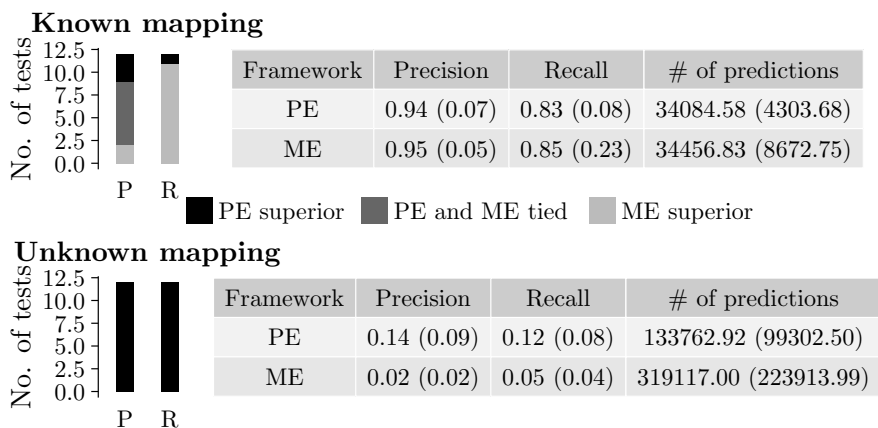 Known mapping
No. of tests
12.5
10.0
7.5
5.0
2.5
0.0
P R
Framework Precision Recall # of predictions
PE 0.94 (0.07) 0.83 (0.08) 34084.58 (4303.68)
ME 0.95 (0.05) 0.85 (0.23) 34456.83 (8672.75)
PE superior PE and ME tied ME superior
Unknown mapping
No. of tests
12.5
10.0
7.5
5.0
2.5
0.0
P R
Framework Precision Recall # of predictions
PE 0.14 (0.09) 0.12 (0.08) 133762.92 (99302.50)
ME 0.02 (0.02) 0.05 (0.04) 319117.00 (223913.99)